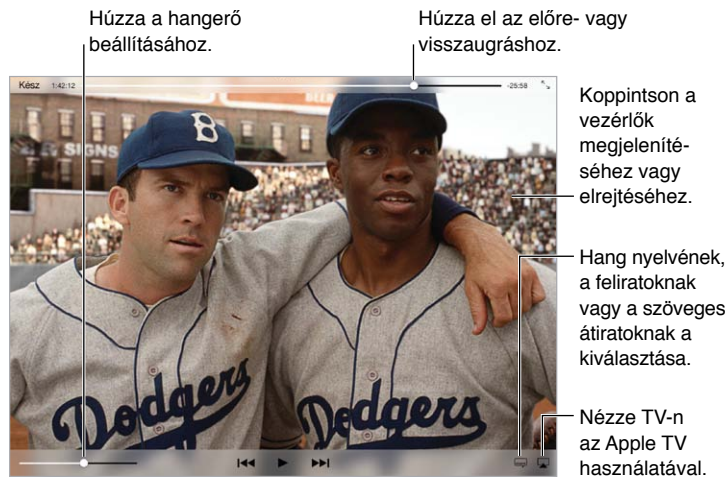 Húzza a hangerő
beállításához.
Húzza el az előre- vagy
visszaugráshoz.
Kész 1:42:12
-25:58
B
SIGNS
Koppintson a
vezérlők
megjeleníté-
séhez vagy
elrejtéséhez.
Hang nyelvének,
a feliratoknak
vagy a szöveges
átiratoknak a
kiválasztása.
Dodgers
Dodgers
Nézze TV-n
az Apple TV
használatával.